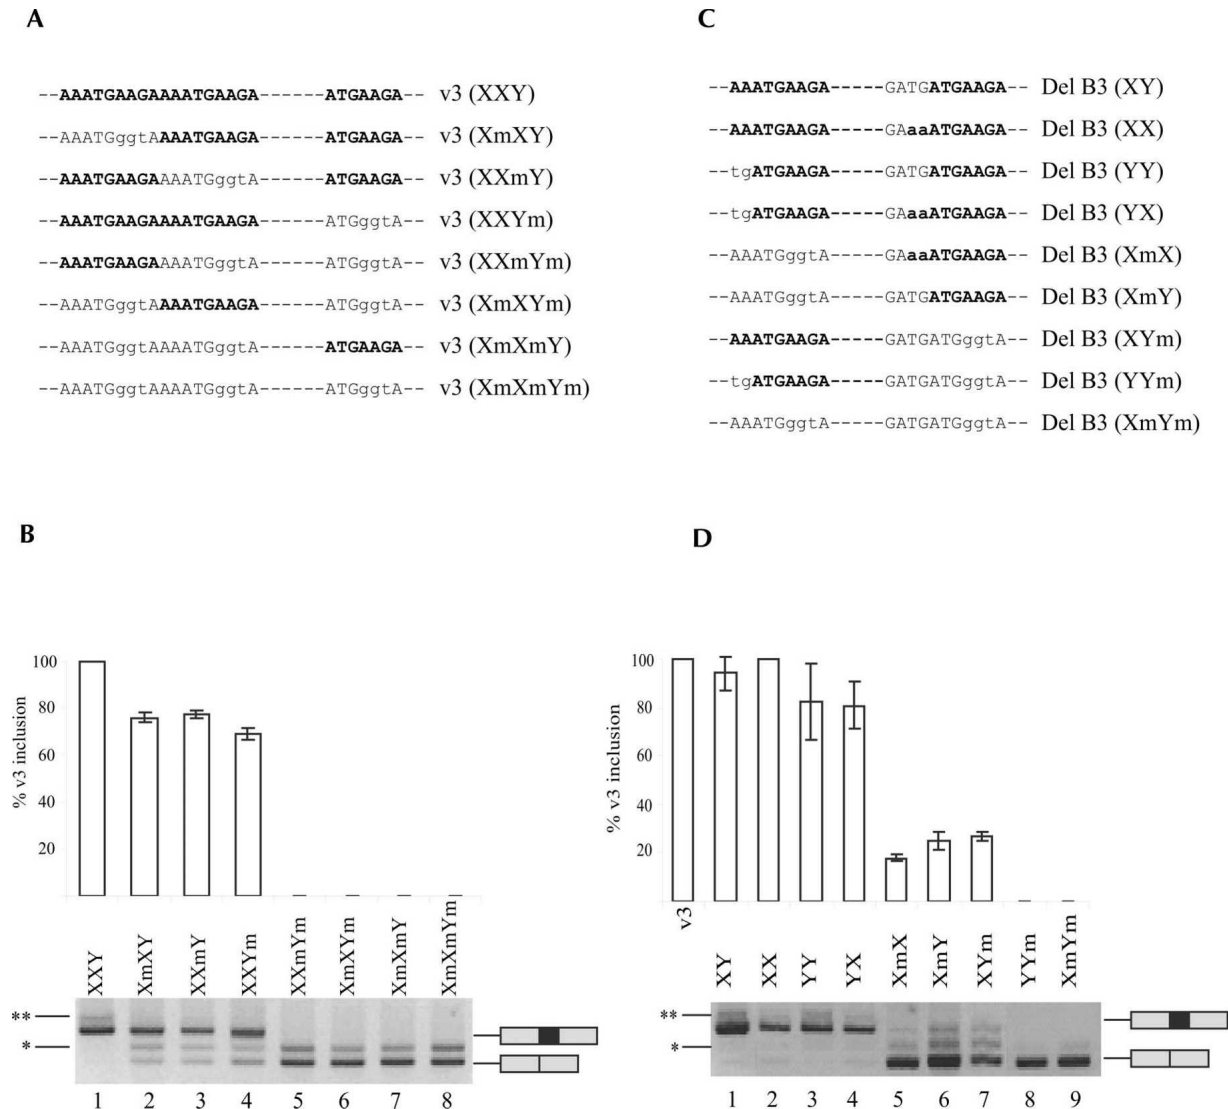 A
--AAATGAAGAAAATGAAGA------ATGAAGA-- v3 (XXY)
--AAATGggtAAAATGAAGA------ATGAAGA-- v3 (XmXY)
--AAATGAAGAAAATGggtA------ATGAAGA-- v3 (XXmY)
--AAATGAAGAAAATGAAGA------ATGggtA-- v3 (XXYm)
--AAATGAAGAAAATGggtA------ATGggtA-- v3 (XXmYm)
--AAATGggtAAAATGAAGA------ATGggtA-- v3 (XmXYm)
--AAATGggtAAAATGggtA------ATGAAGA-- v3 (XmXmY)
--AAATGggtAAAATGggtA------ATGggtA-- v3 (XmXmYm)
C
--AAATGAAGA-----GATGATGAAGA-- Del B3 (XY)
--AAATGAAGA-----GAaaATGAAGA-- Del B3 (XX)
--tgATGAAGA-----GATGATGAAGA-- Del B3 (YY)
--tgATGAAGA-----GAaaATGAAGA-- Del B3 (YX)
--AAATGggtA-----GAaaATGAAGA-- Del B3 (XmX)
--AAATGggtA-----GATGATGAAGA-- Del B3 (XmY)
--AAATGAAGA-----GATGATGggtA-- Del B3 (XYm)
--tgATGAAGA-----GATGATGggtA-- Del B3 (YYm)
--AAATGggtA-----GATGATGggtA-- Del B3 (XmYm)
B
% v3 inclusion
100
80
60
40
20
XXY
XmXY
XXmY
XXYm
XXmYm
XmXYm
XmXmY
XmXmYm
**
*
1 2 3 4 5 6 7 8
D
% v3 inclusion
100
80
60
40
20
v3
XY
XX
YY
YX
XmX
XmY
XYm
YYm
XmYm
**
*
1 2 3 4 5 6 7 8 9